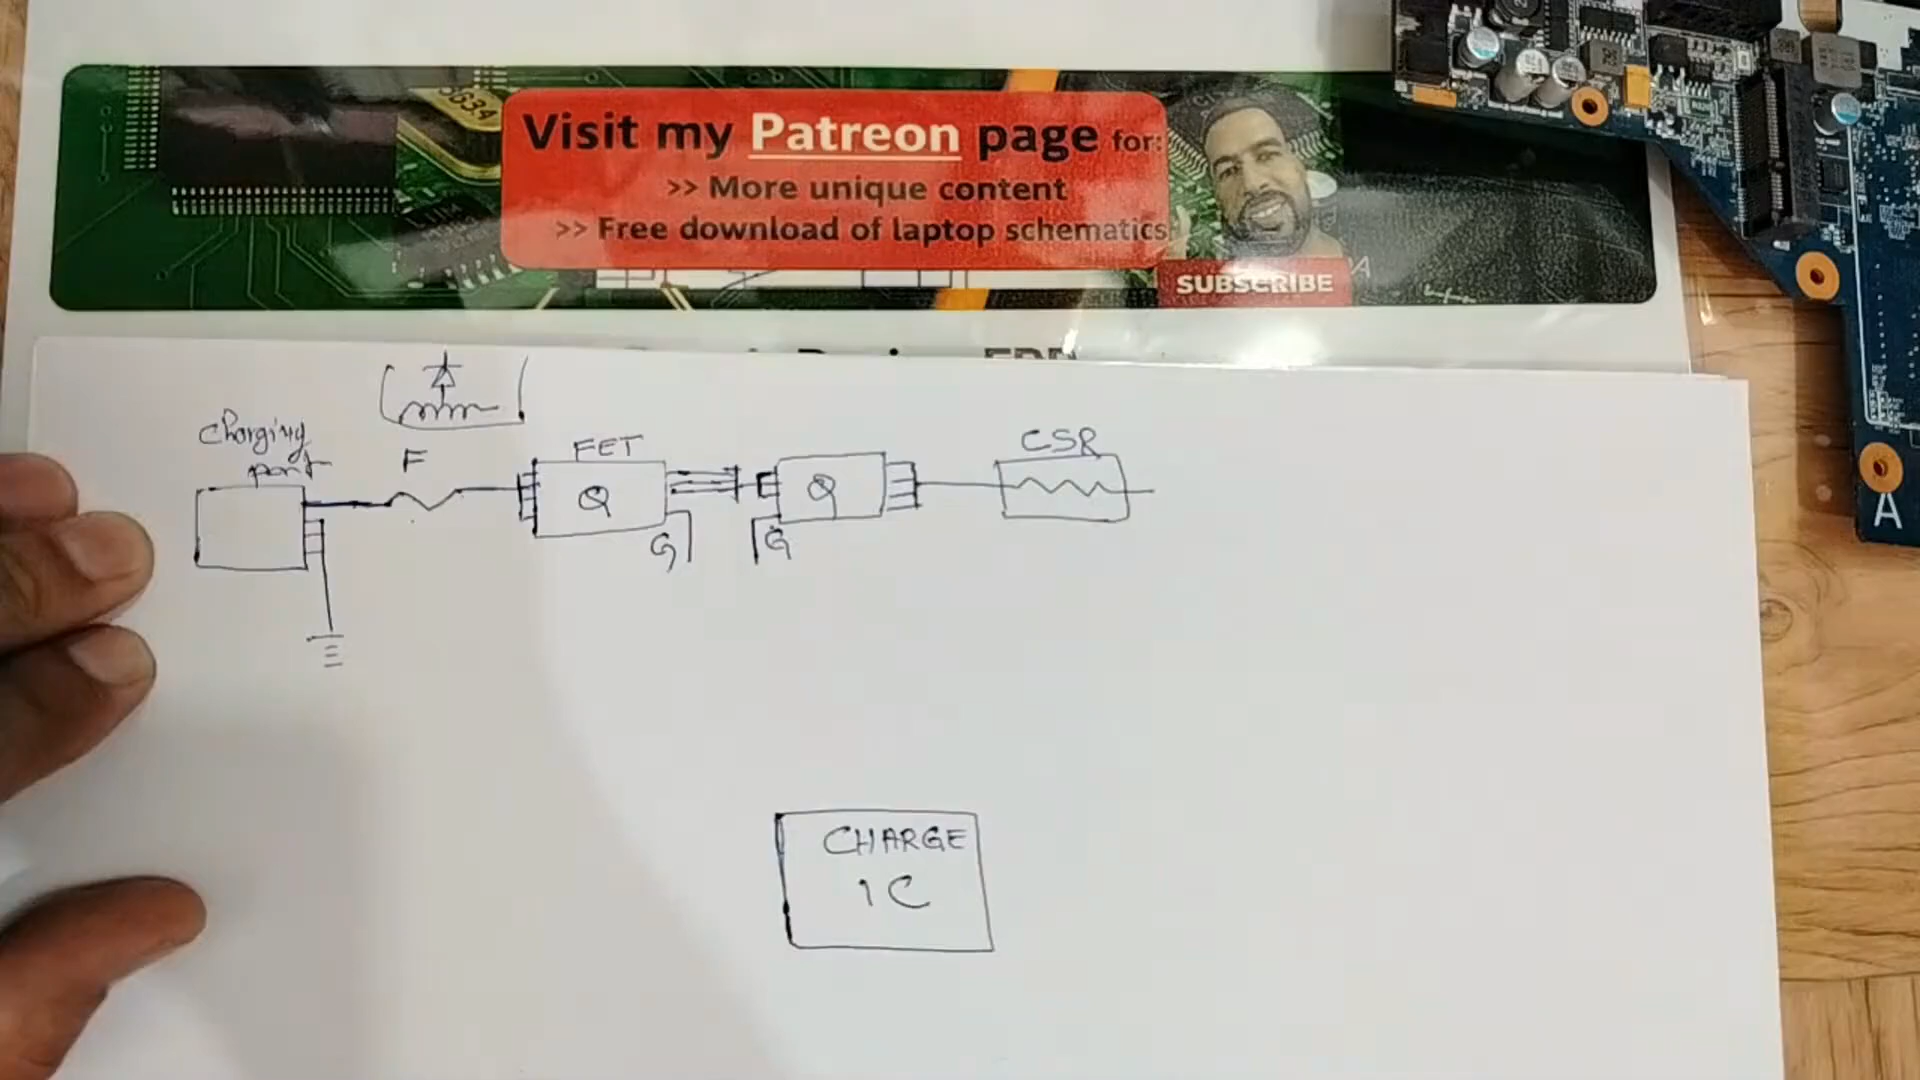 Visit my Patreon page for:
>> More unique content
>> Free download of laptop schematics
SUBSCRIBE
Charging
port
F
FET
Q
G
Q
G
CSR
CHARGE
IC
A